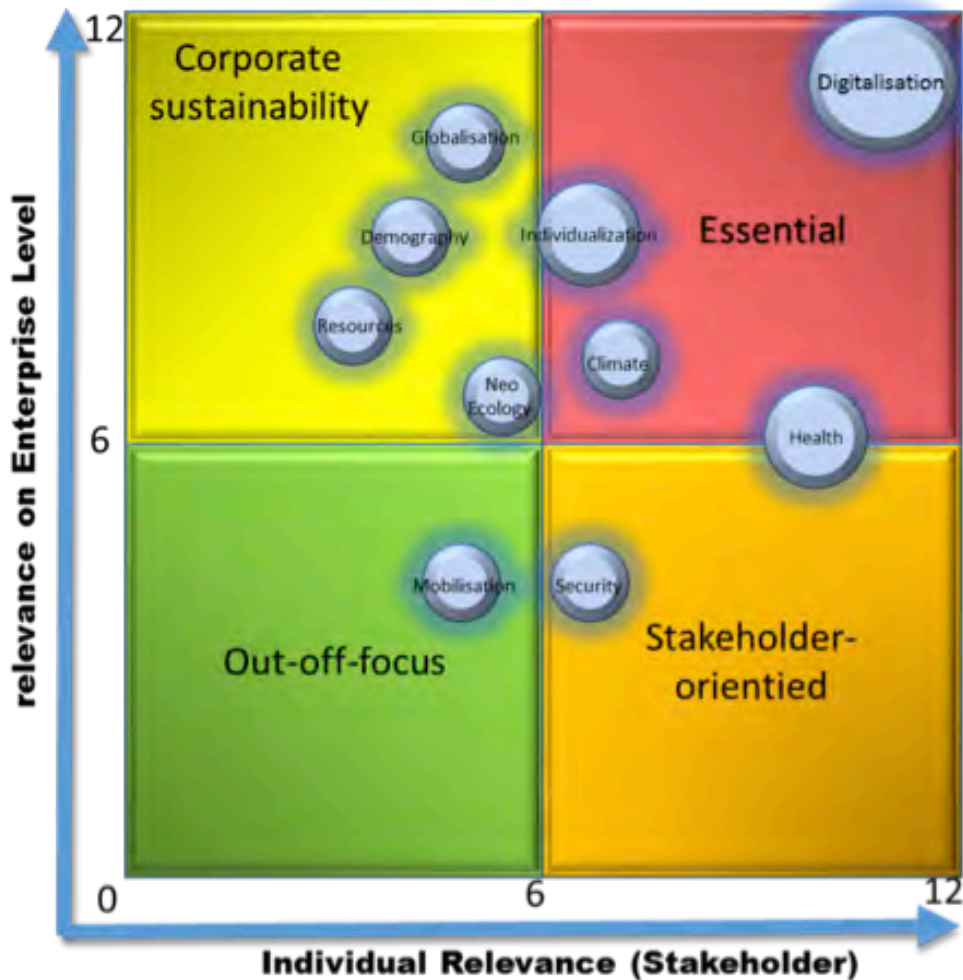 12
Corporate
sustainability
Digitalisation
Globalisation
Demography
Individualization
Essential
Resources
Climate
Neo
Ecology
6
Health
Mobilisation
Security
Out-off-focus
Stakeholder-
orientied
relevance on Enterprise Level
0
6
12
Individual Relevance (Stakeholder)